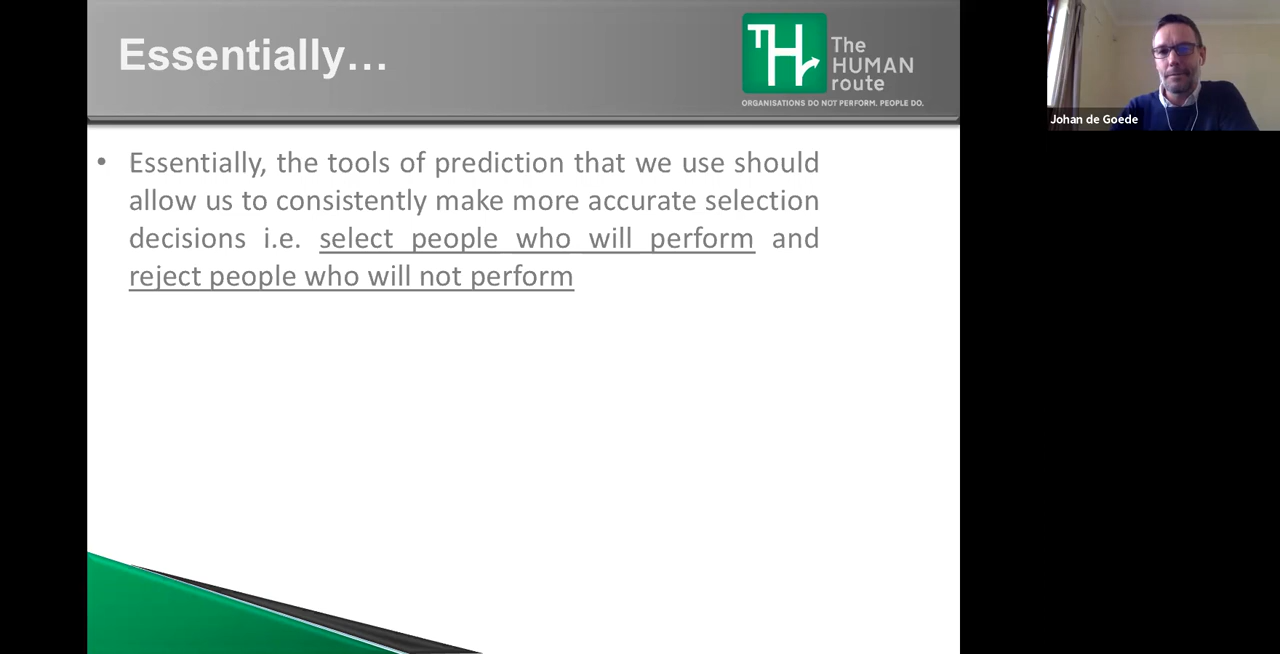 Essentially…
TH
The
HUMAN
route
ORGANISATIONS DO NOT PERFORM. PEOPLE DO.
Johan de Goede
• Essentially, the tools of prediction that we use should
allow us to consistently make more accurate selection
decisions i.e. select people who will perform and
reject people who will not perform